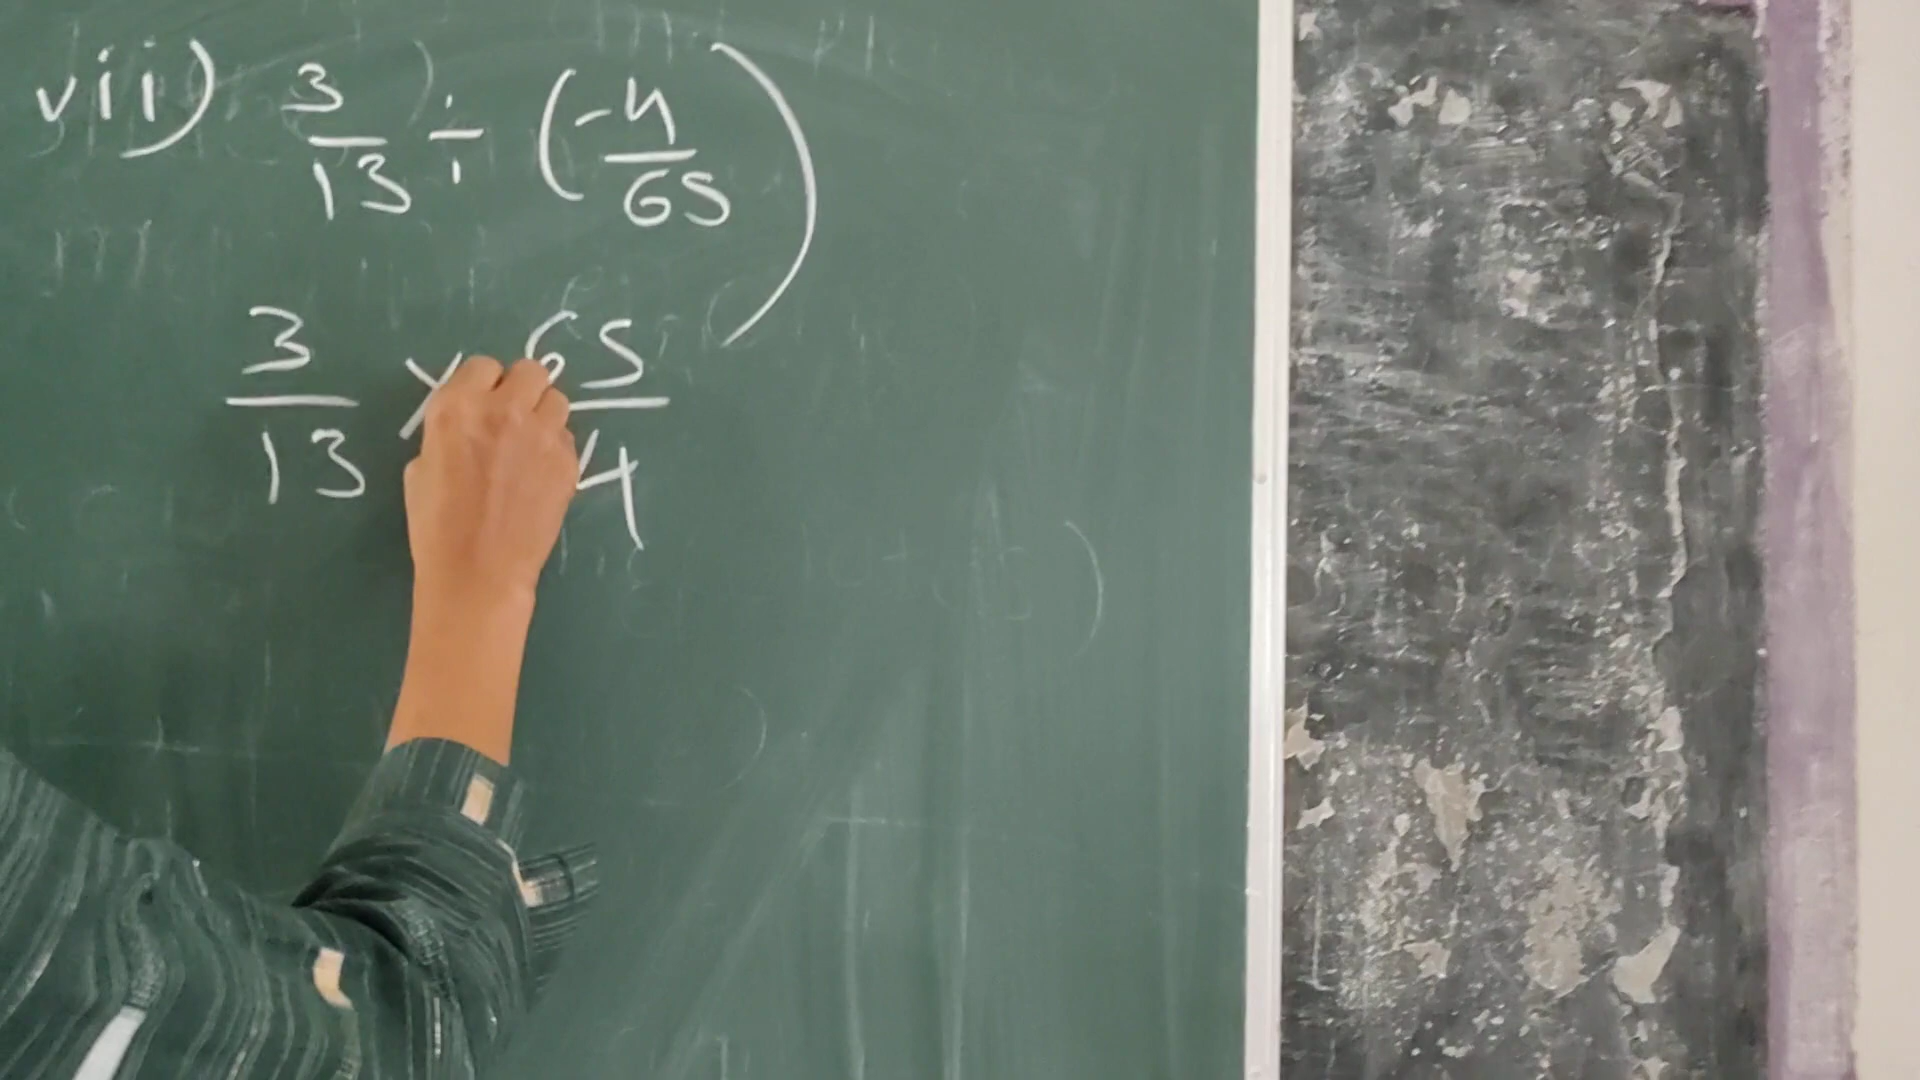 vii) 3/13 ÷ (-4/65)
3/13 × 65/4